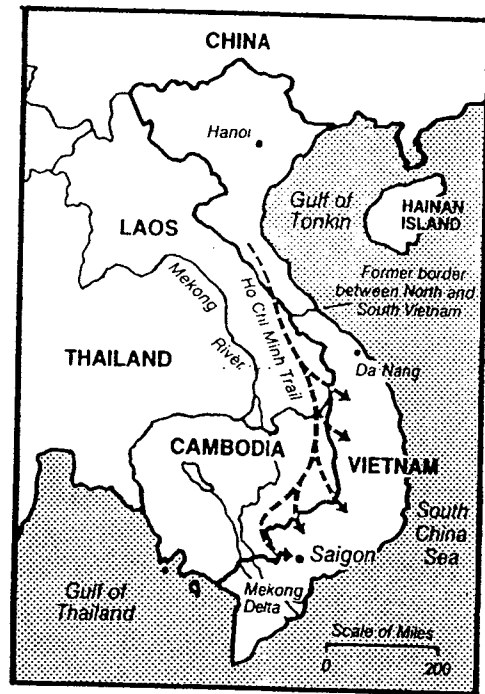 CHINA
Hanoi
Gulf of
Tonkin
HAINAN
ISLAND
LAOS
Mekong
River
Ho Chi Minh Trail
Former border
between North and
South Vietnam
THAILAND
Da Nang
CAMBODIA
VIETNAM
South
China
Sea
Saigon
Gulf of
Thailand
Mekong
Delta
Scale of Miles
0 200